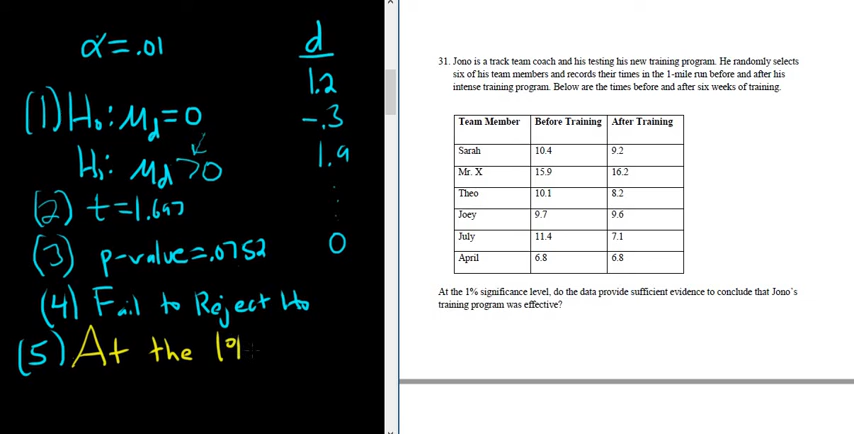 α = .01
d
1.2
-.3
1.9
0
(1) H₀: μd = 0
H₁: μd > 0
(2) t = 1.697
(3) p-value = .0752
(4) Fail to Reject H₀
(5) At the 1%
31. Jono is a track team coach and his testing his new training program. He randomly selects
six of his team members and records their times in the 1-mile run before and after his
intense training program. Below are the times before and after six weeks of training.
Team Member Before Training After Training
Sarah 10.4 9.2
Mr. X 15.9 16.2
Theo 10.1 8.2
Joey 9.7 9.6
July 11.4 7.1
April 6.8 6.8
At the 1% significance level, do the data provide sufficient evidence to conclude that Jono's
training program was effective?